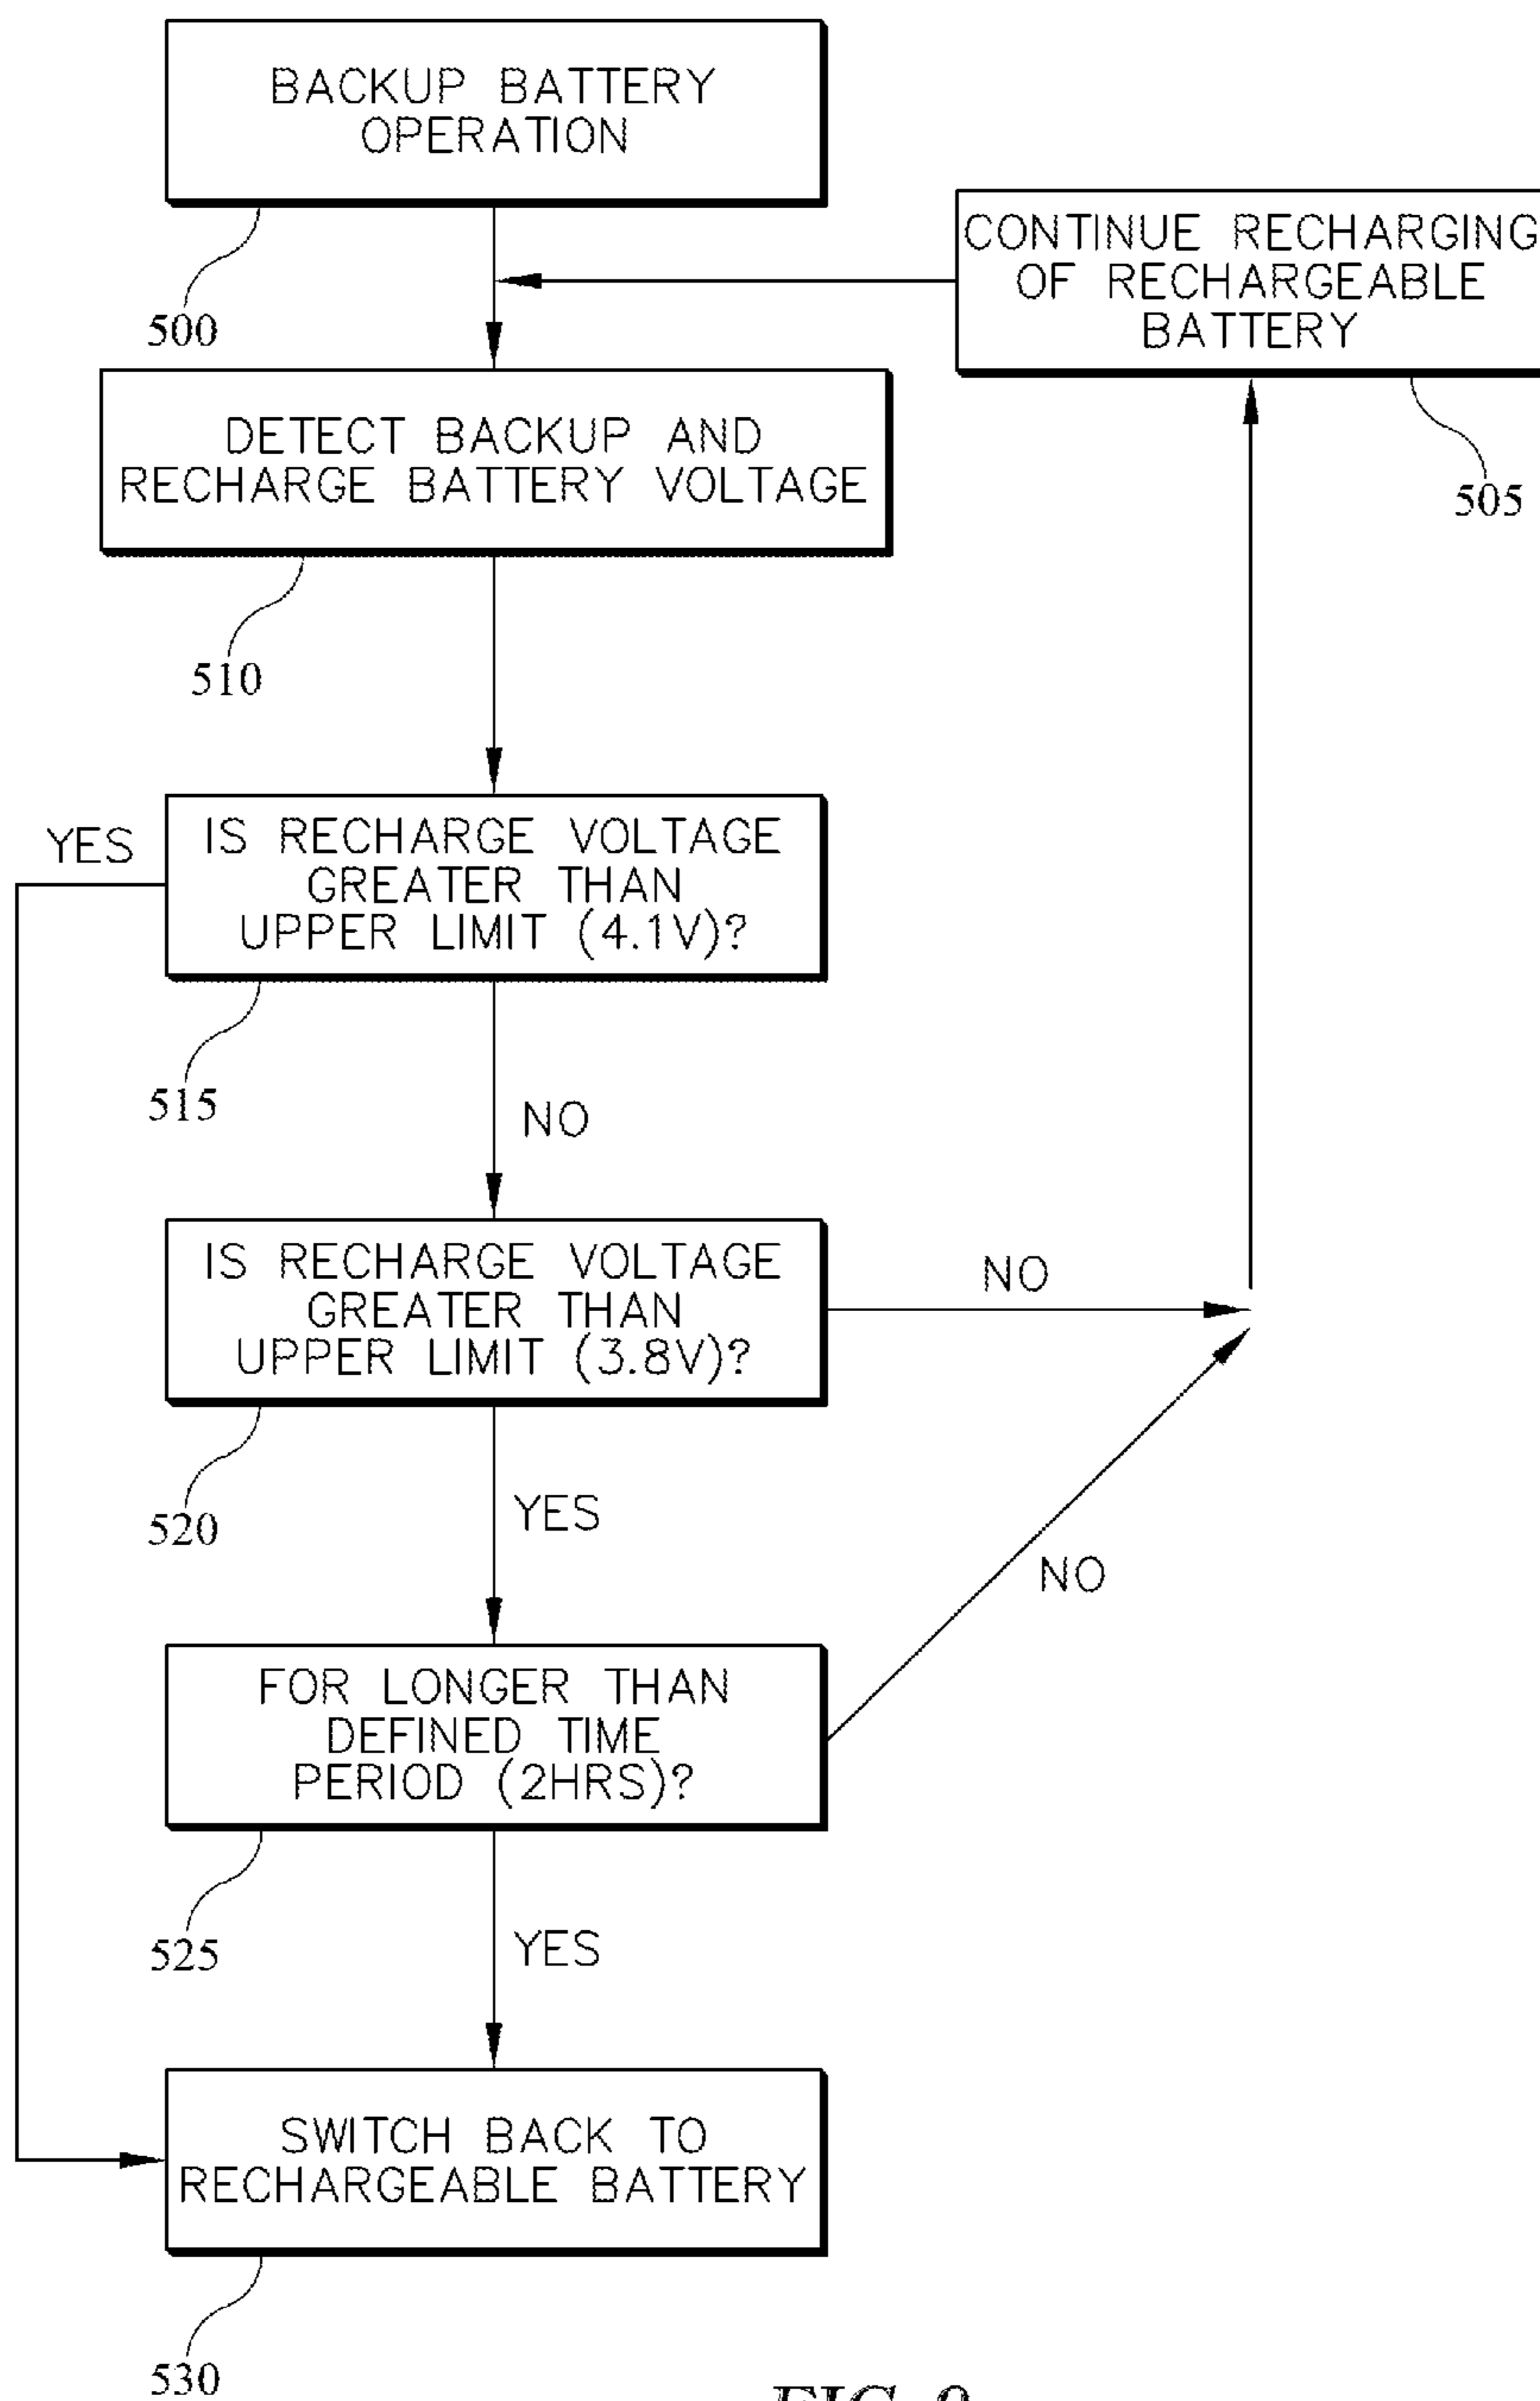 BACKUP BATTERY
OPERATION
500
CONTINUE RECHARGING
OF RECHARGEABLE
BATTERY
505
DETECT BACKUP AND
RECHARGE BATTERY VOLTAGE
510
YES
IS RECHARGE VOLTAGE
GREATER THAN
UPPER LIMIT (4.1V)?
515
NO
IS RECHARGE VOLTAGE
GREATER THAN
UPPER LIMIT (3.8V)?
520
NO
YES
NO
FOR LONGER THAN
DEFINED TIME
PERIOD (2HRS)?
525
YES
SWITCH BACK TO
RECHARGEABLE BATTERY
530